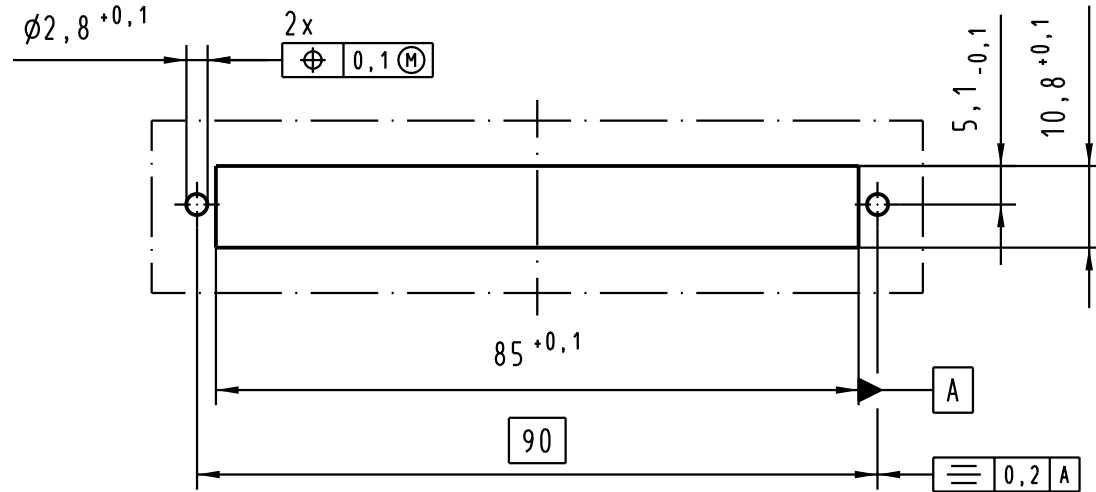 Ø2,8 +0,1
2x
⌖ 0,1 Ⓜ
5,1 -0,1
10,8 +0,1
85 +0,1
A
90
⌯ 0,2 A